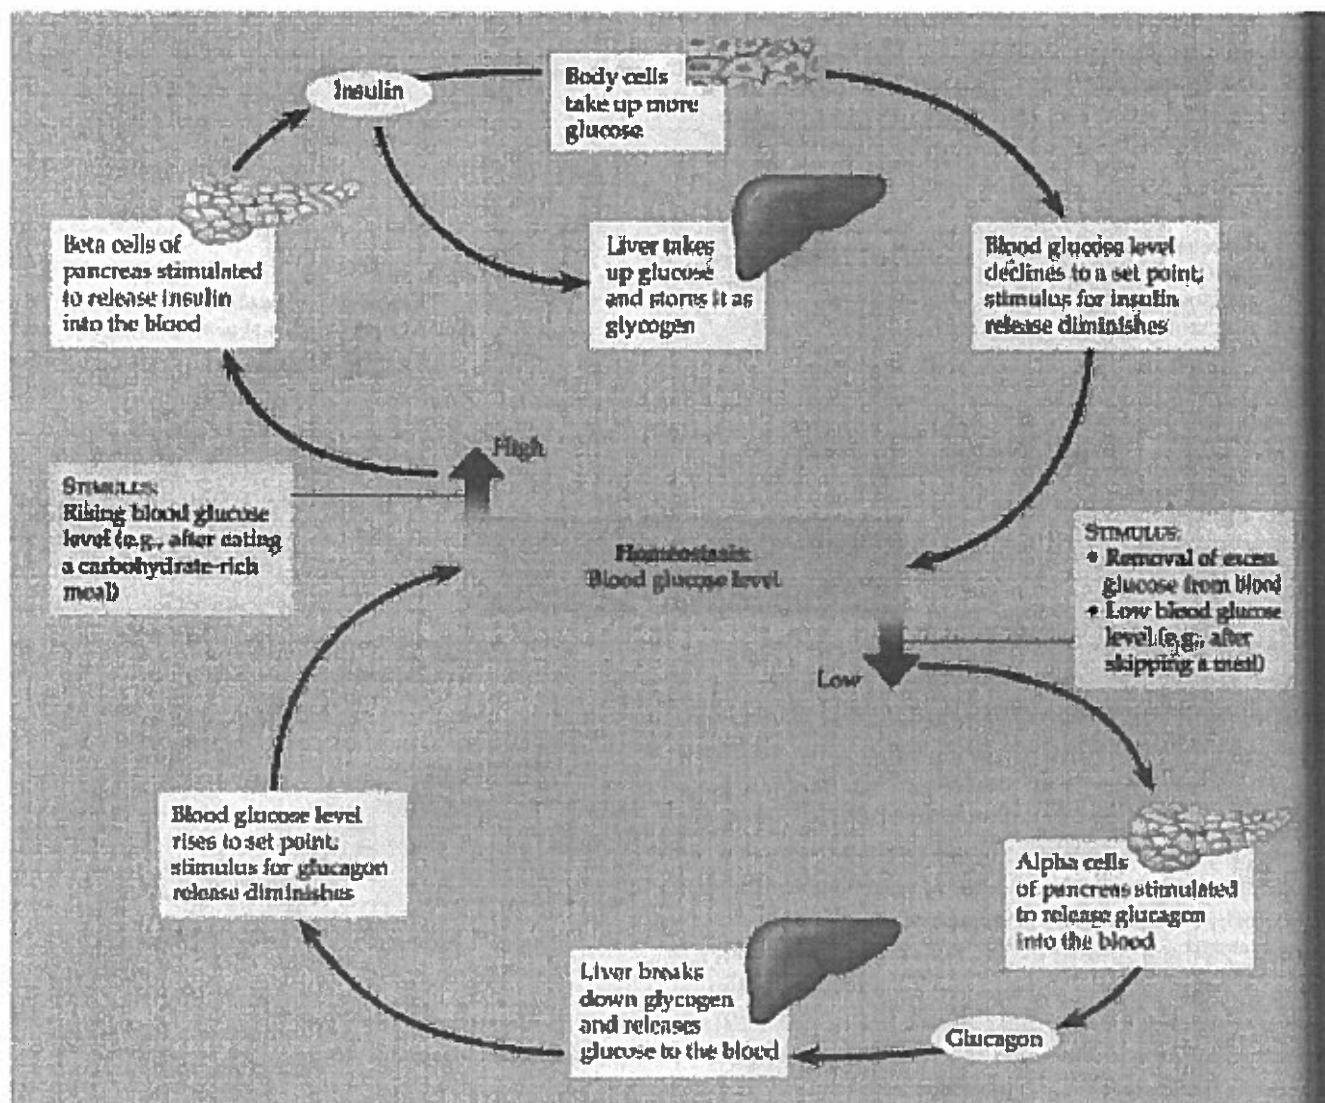 Insulin
Body cells
take up more
glucose
Beta cells of
pancreas stimulated
to release insulin
into the blood
Liver takes
up glucose
and stores it as
glycogen
Blood glucose level
declines to a set point;
stimulus for insulin
release diminishes
High
STIMULUS:
Rising blood glucose
level (e.g., after eating
a carbohydrate-rich
meal)
Homeostasis:
Blood glucose level
STIMULUS:
• Removal of excess
glucose from blood
• Low blood glucose
level (e.g., after
skipping a meal)
Low
Blood glucose level
rises to set point;
stimulus for glucagon
release diminishes
Alpha cells
of pancreas stimulated
to release glucagon
into the blood
Liver breaks
down glycogen
and releases
glucose to the blood
Glucagon